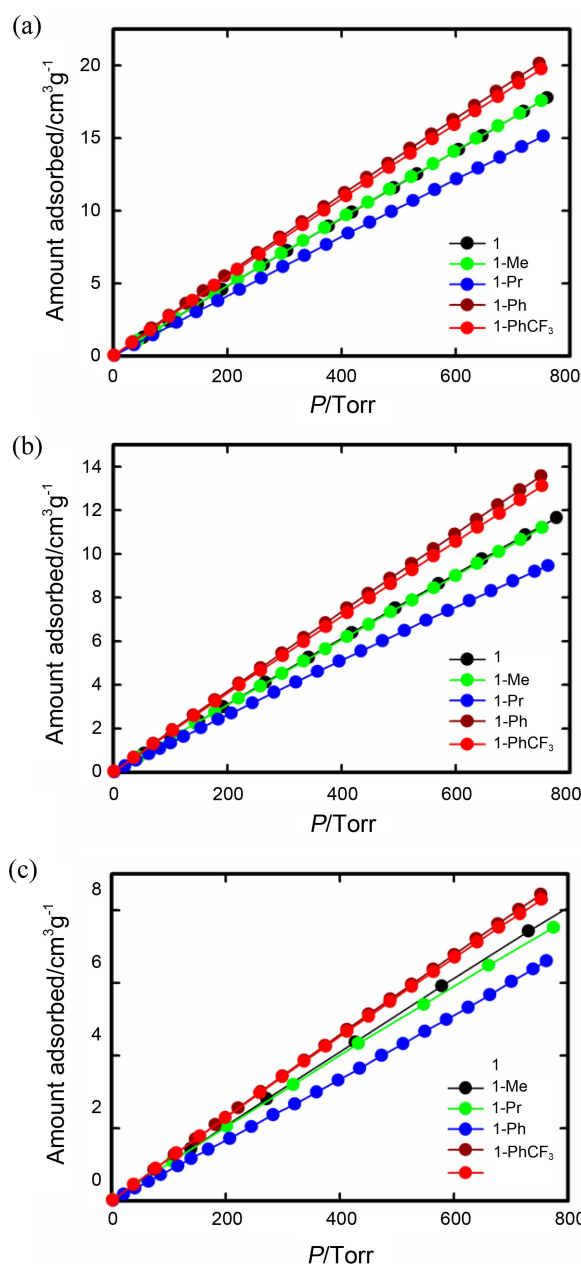 (a)
Amount adsorbed/cm³g⁻¹
20
15
10
5
0
1
1-Me
1-Pr
1-Ph
1-PhCF₃
0 200 400 600 800
P/Torr
(b)
Amount adsorbed/cm³g⁻¹
14
12
10
8
6
4
2
0
1
1-Me
1-Pr
1-Ph
1-PhCF₃
0 200 400 600 800
P/Torr
(c)
Amount adsorbed/cm³g⁻¹
8
6
4
2
0
1
1-Me
1-Pr
1-Ph
1-PhCF₃
0 200 400 600 800
P/Torr